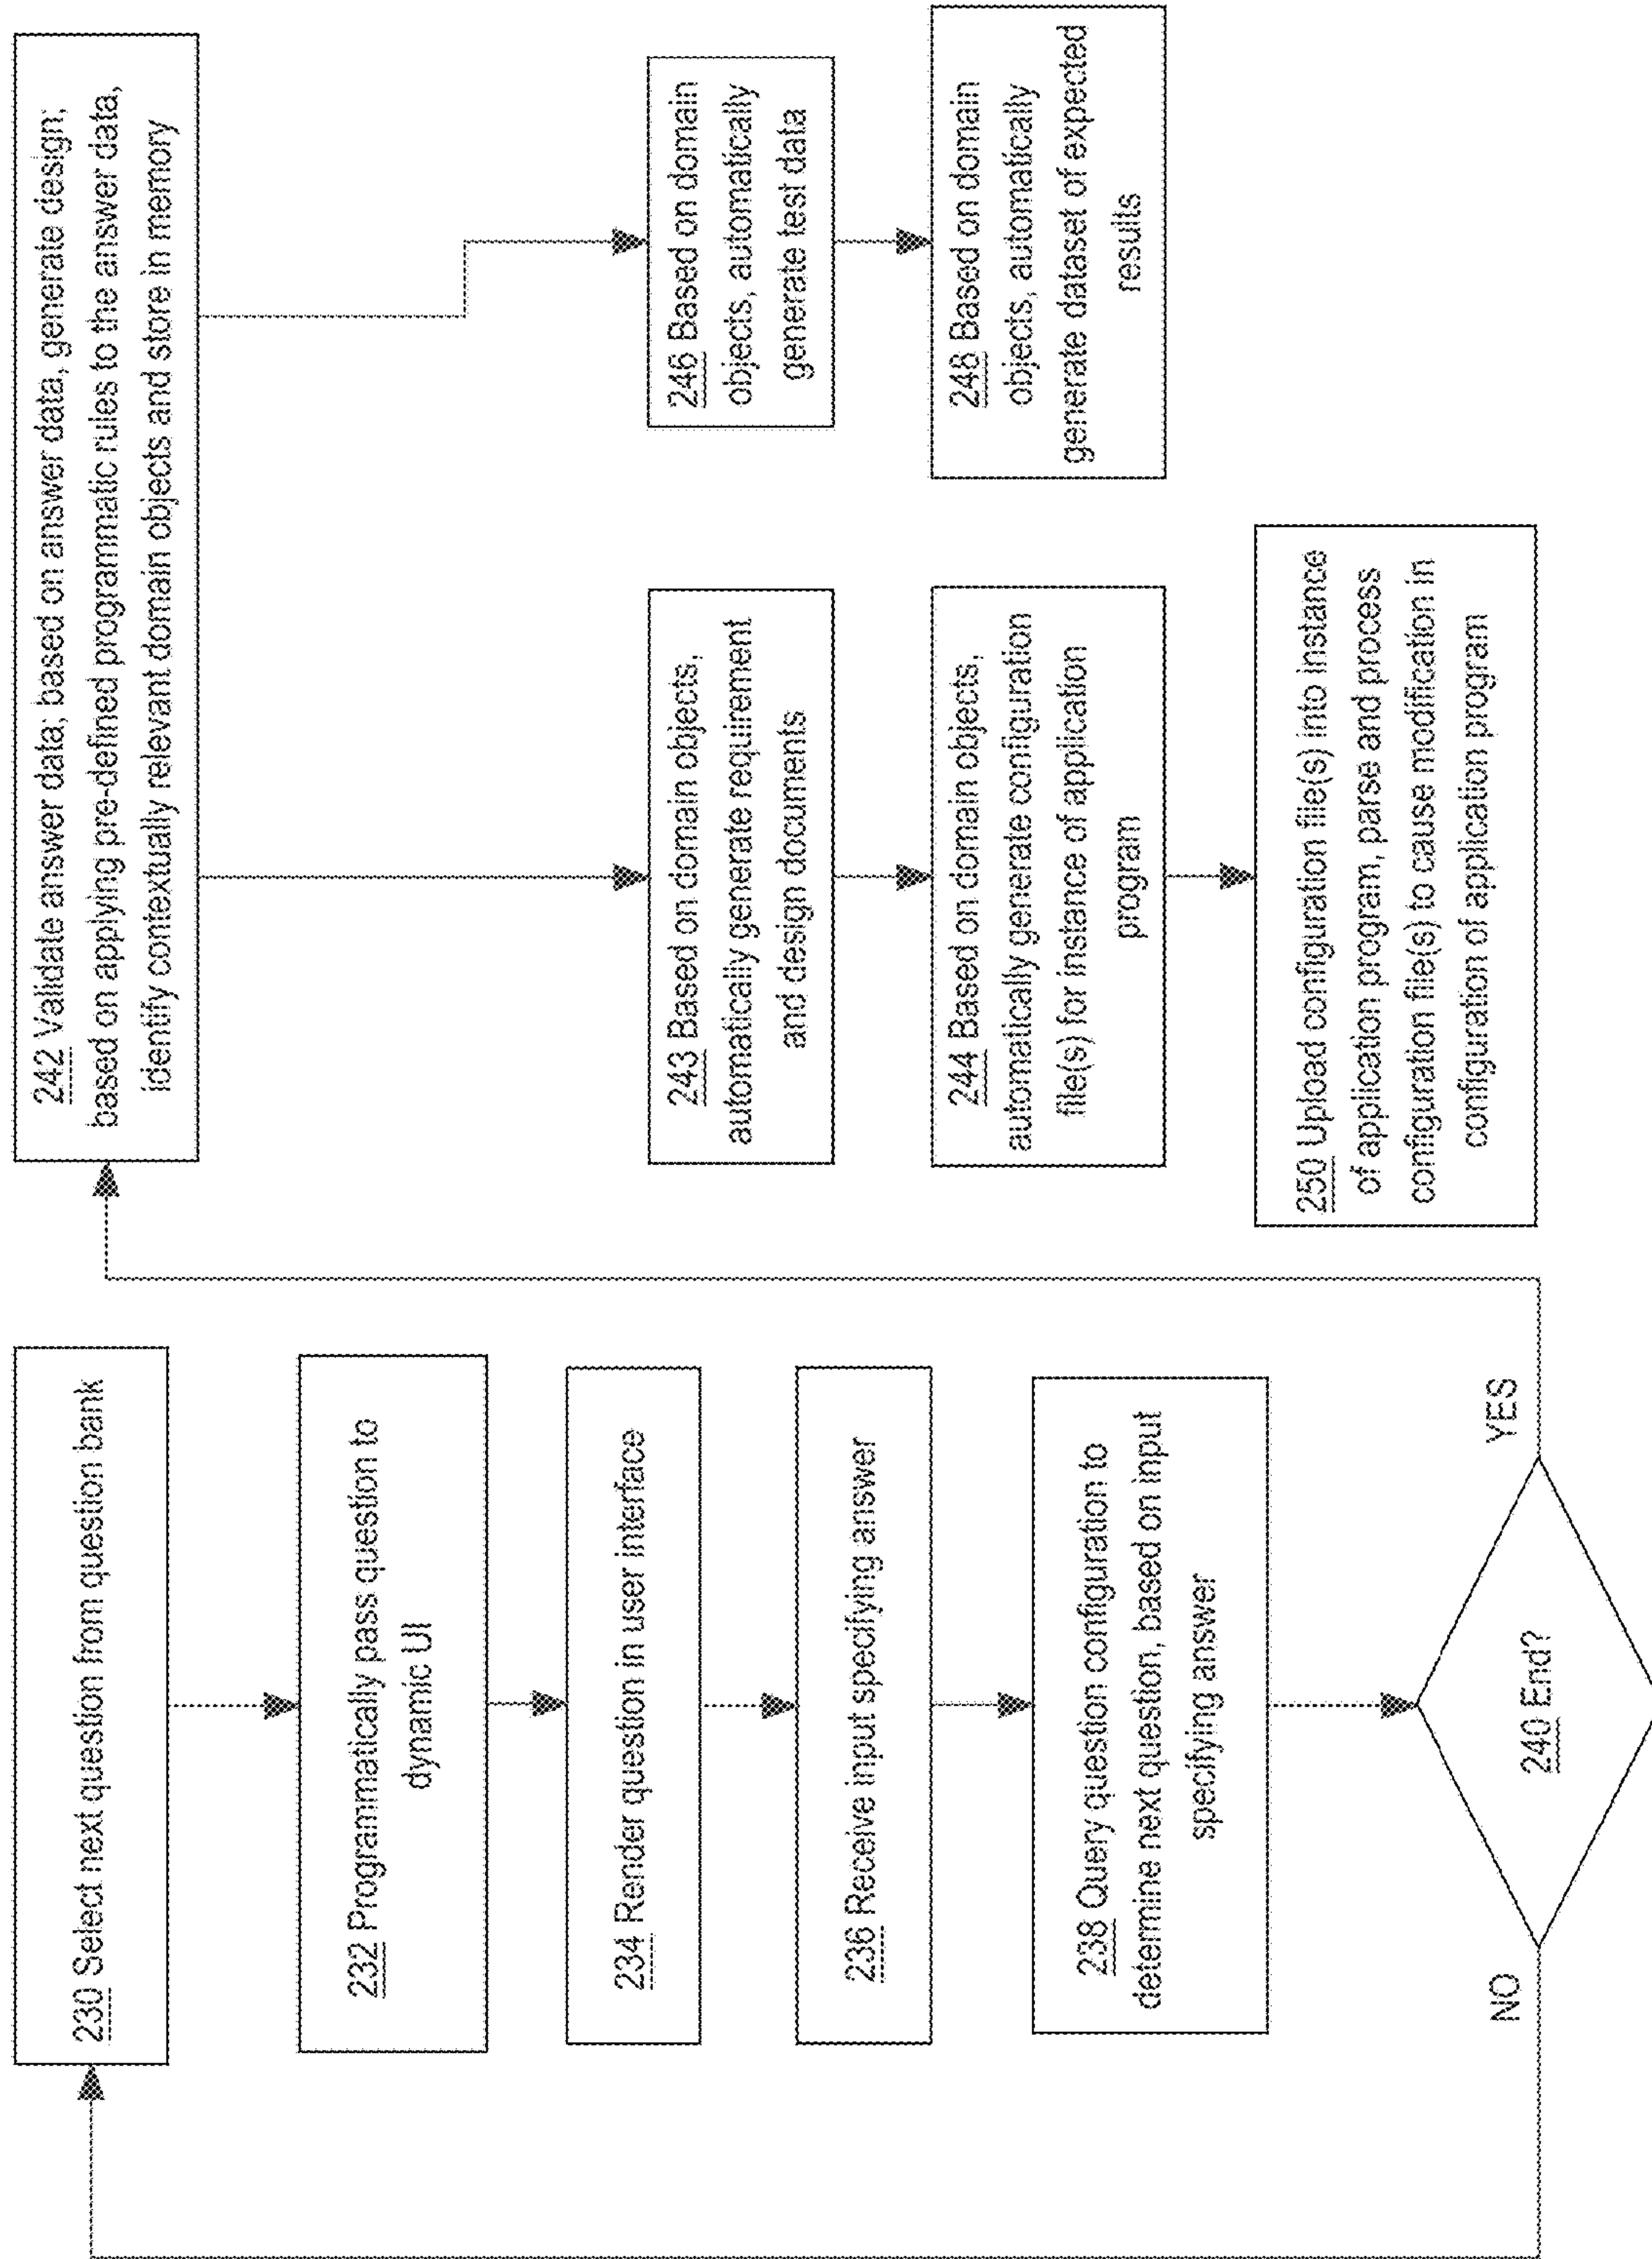 230 Select next question from question bank
232 Programmatically pass question to
dynamic UI
234 Render question in user interface
236 Receive input specifying answer
238 Query question configuration to
determine next question, based on input
specifying answer
240 End?
NO
YES
242 Validate answer data; based on answer data, generate design;
based on applying pre-defined programmatic rules to the answer data,
identify contextually relevant domain objects and store in memory
243 Based on domain objects,
automatically generate requirement
and design documents
244 Based on domain objects,
automatically generate configuration
file(s) for instance of application
program
250 Upload configuration file(s) into instance
of application program, parse and process
configuration file(s) to cause modification in
configuration of application program
246 Based on domain
objects, automatically
generate test data
248 Based on domain
objects, automatically
generate dataset of expected
results